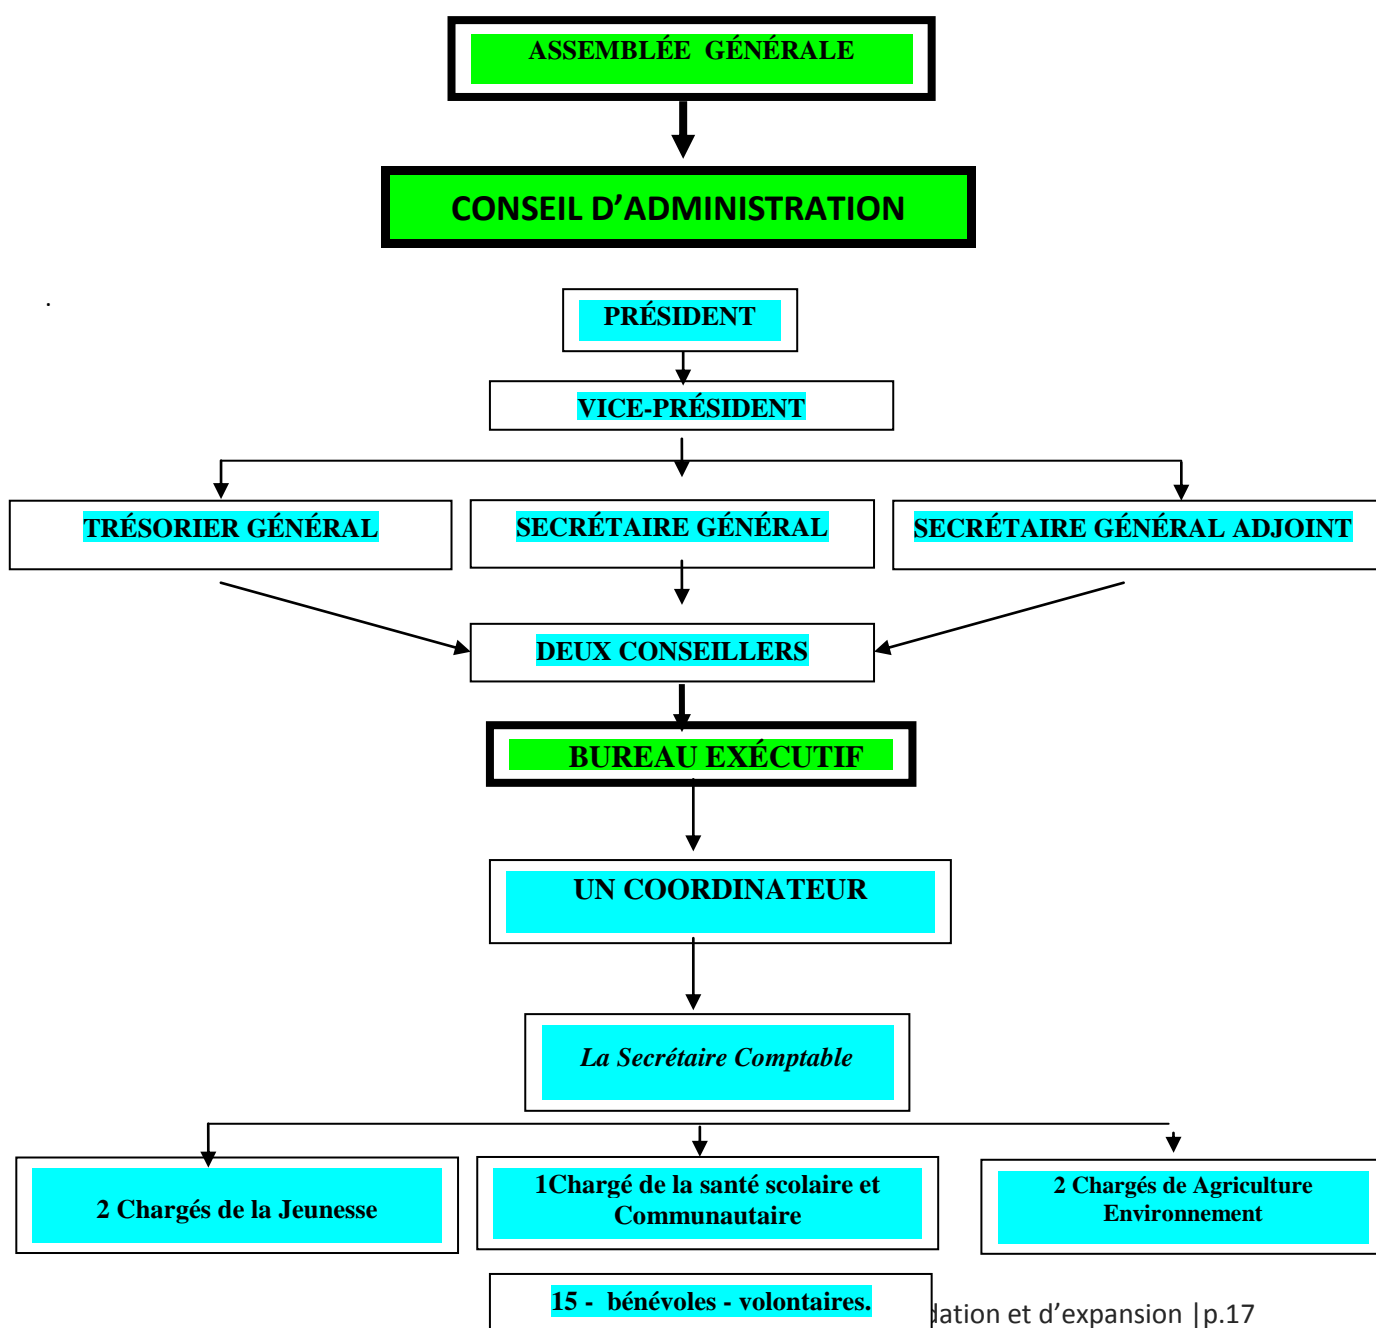 ASSEMBLÉE GÉNÉRALE
CONSEIL D’ADMINISTRATION
.
PRÉSIDENT
VICE-PRÉSIDENT
TRÉSORIER GÉNÉRAL
SECRÉTAIRE GÉNÉRAL
SECRÉTAIRE GÉNÉRAL ADJOINT
DEUX CONSEILLERS
BUREAU EXÉCUTIF
UN COORDINATEUR
La Secrétaire Comptable
2 Chargés de la Jeunesse
1Chargé de la santé scolaire et
Communautaire
2 Chargés de Agriculture
Environnement
15 - bénévoles - volontaires.
et d’expansion |p.17